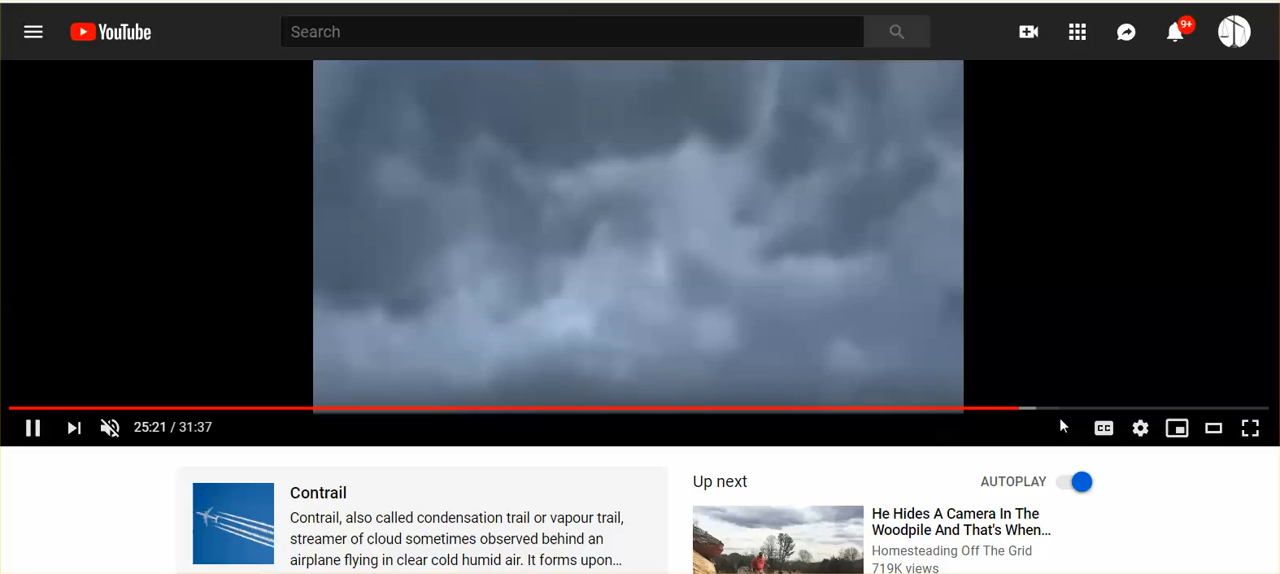 YouTube
Search
9+
25:21 / 31:37
CC
Contrail
Contrail, also called condensation trail or vapour trail,
streamer of cloud sometimes observed behind an
airplane flying in clear cold humid air. It forms upon...
Up next
AUTOPLAY
He Hides A Camera In The
Woodpile And That's When...
Homesteading Off The Grid
719K views